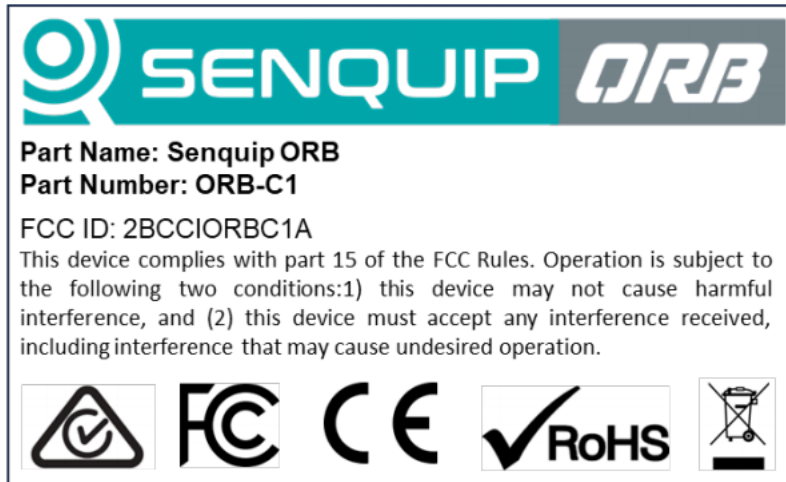 SENQUIP ORB
Part Name: Senquip ORB
Part Number: ORB-C1
FCC ID: 2BCCIORBC1A
This device complies with part 15 of the FCC Rules. Operation is subject to
the following two conditions:1) this device may not cause harmful
interference, and (2) this device must accept any interference received,
including interference that may cause undesired operation.
FC CE RoHS